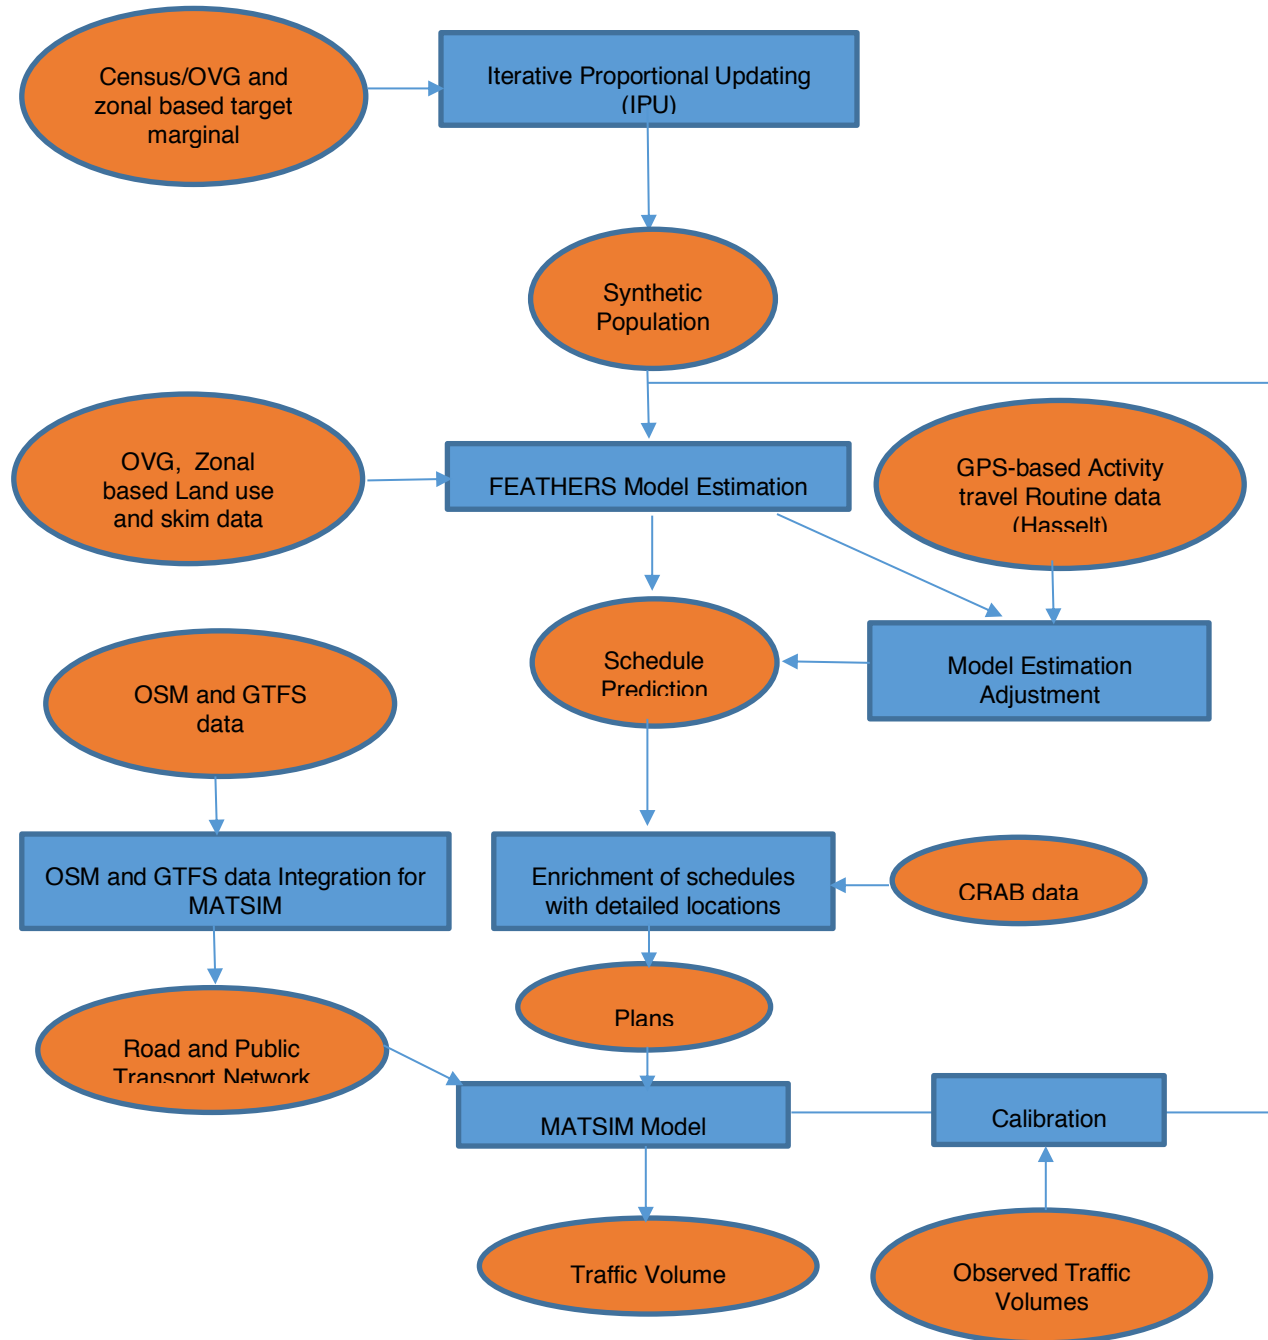 Census/OVG and
zonal based target
marginal
Iterative Proportional Updating
(IPU)
Synthetic
Population
OVG, Zonal
based Land use
and skim data
FEATHERS Model Estimation
GPS-based Activity
travel Routine data
(Hasselt)
Schedule
Prediction
Model Estimation
Adjustment
OSM and GTFS
data
OSM and GTFS data Integration for
MATSIM
Enrichment of schedules
with detailed locations
CRAB data
Plans
Road and Public
Transport Network
MATSIM Model
Calibration
Traffic Volume
Observed Traffic
Volumes